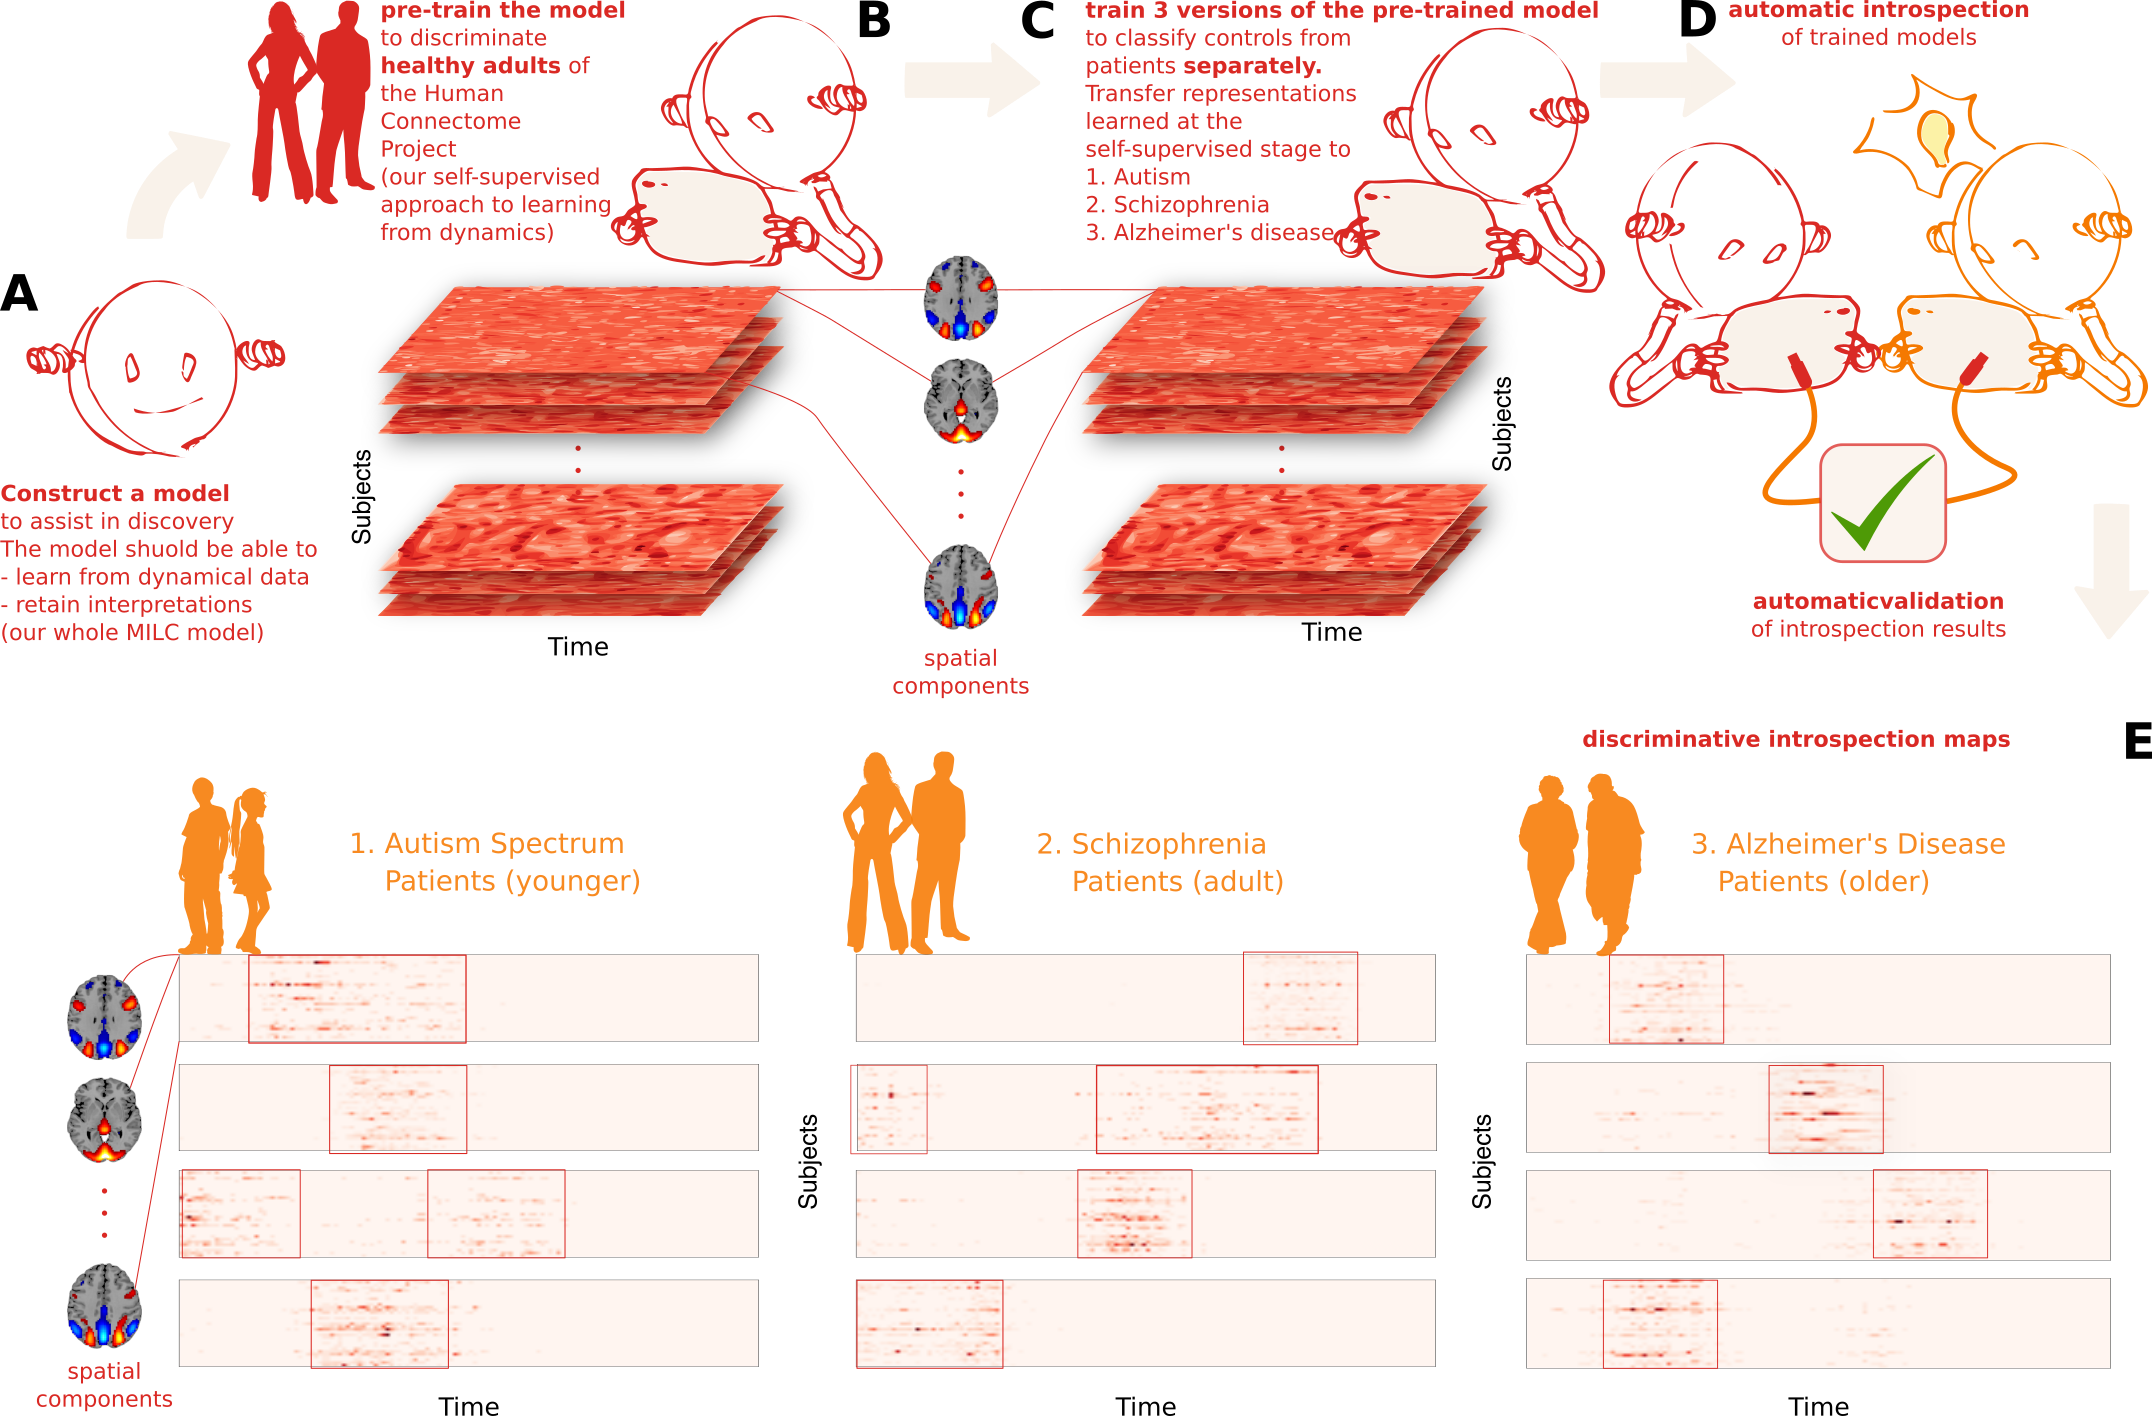 A
Construct a model
to assist in discovery
The model shuold be able to
- learn from dynamical data
- retain interpretations
(our whole MILC model)
pre-train the model
to discriminate
healthy adults of
the Human
Connectome
Project
(our self-supervised
approach to learning
from dynamics)
B
Subjects
Time
spatial
components
C
train 3 versions of the pre-trained model
to classify controls from
patients separately.
Transfer representations
learned at the
self-supervised stage to
1. Autism
2. Schizophrenia
3. Alzheimer's disease
Subjects
Time
D
automatic introspection
of trained models
automaticvalidation
of introspection results
discriminative introspection maps
E
1. Autism Spectrum
Patients (younger)
2. Schizophrenia
Patients (adult)
3. Alzheimer's Disease
Patients (older)
spatial
components
Time
Subjects
Time
Subjects
Time